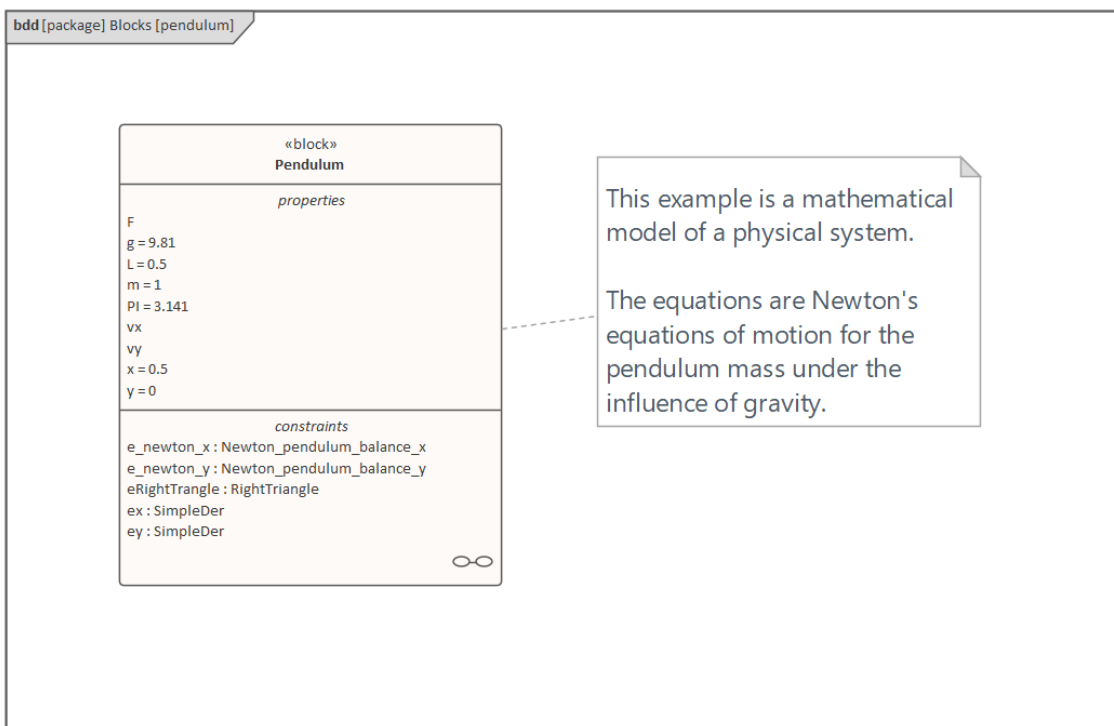 bdd [package] Blocks [pendulum]
«block»
Pendulum
properties
F
g = 9.81
L = 0.5
m = 1
PI = 3.141
vx
vy
x = 0.5
y = 0
constraints
e_newton_x : Newton_pendulum_balance_x
e_newton_y : Newton_pendulum_balance_y
eRightTrangle : RightTriangle
ex : SimpleDer
ey : SimpleDer
This example is a mathematical
model of a physical system.
The equations are Newton's
equations of motion for the
pendulum mass under the
influence of gravity.